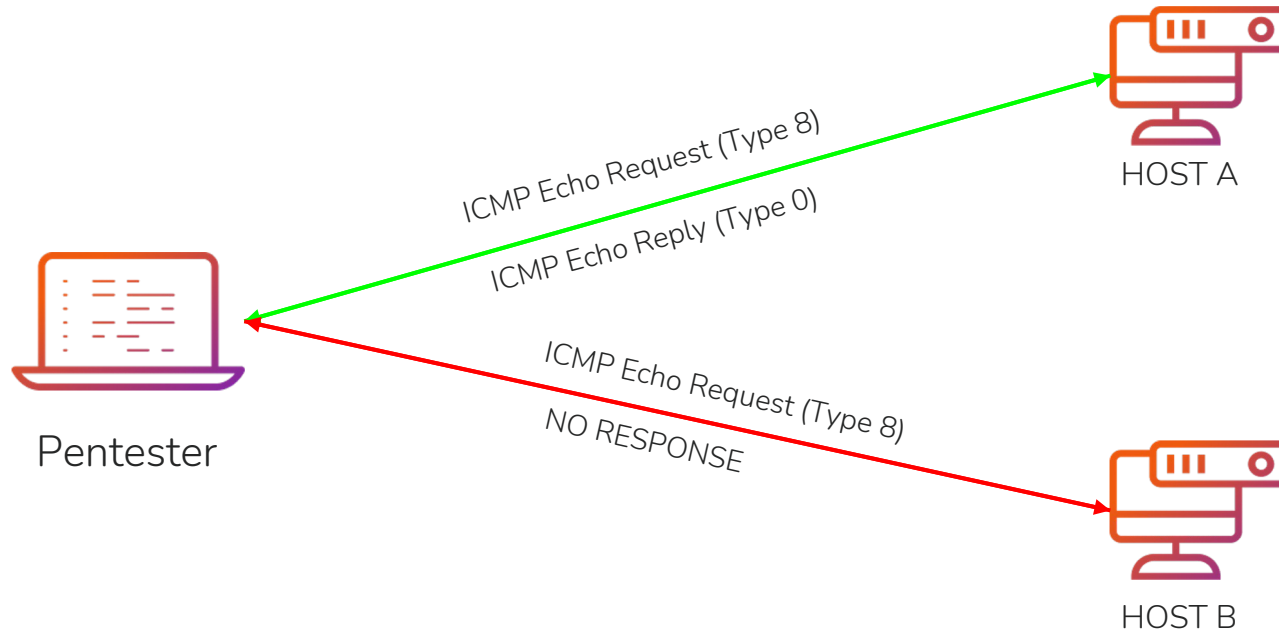 ICMP Echo Request (Type 8)
ICMP Echo Reply (Type 0)
HOST A
Pentester
ICMP Echo Request (Type 8)
NO RESPONSE
HOST B